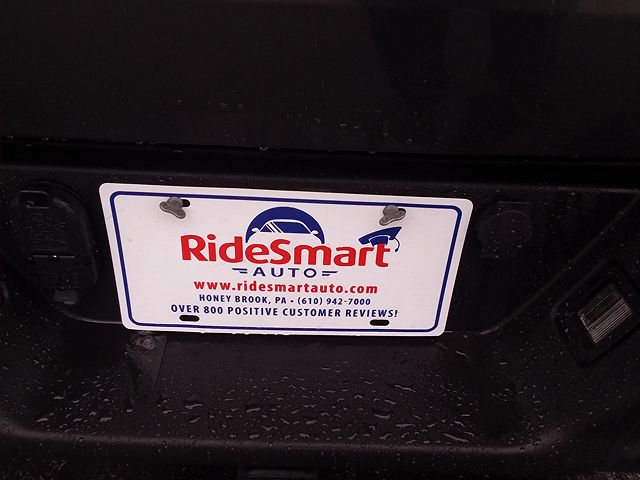 RideSmart
AUTO
www.ridesmartauto.com
HONEY BROOK, PA • (610) 942-7000
OVER 800 POSITIVE CUSTOMER REVIEWS!